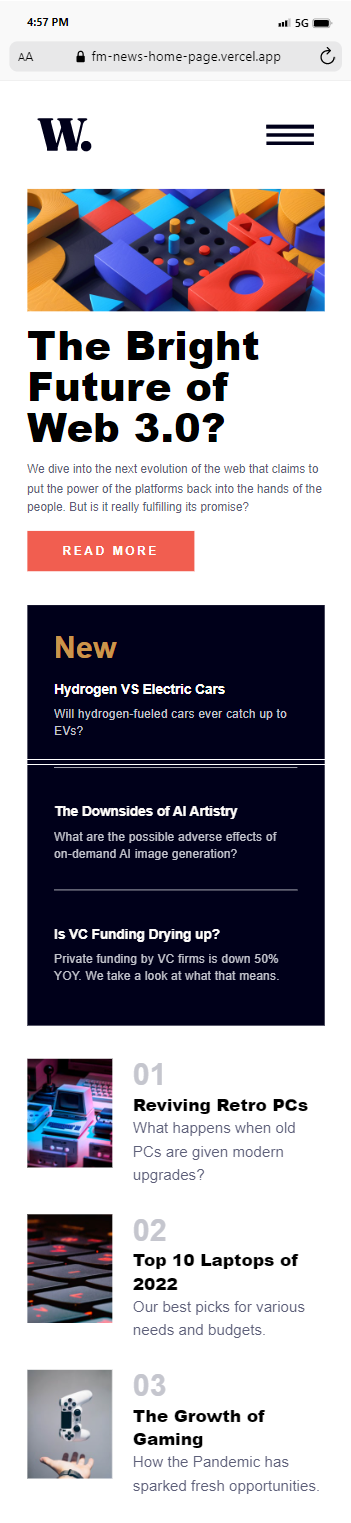 4:57 PM 5G
AA fm-news-home-page.vercel.app
W.
The Bright
Future of
Web 3.0?
We dive into the next evolution of the web that claims to
put the power of the platforms back into the hands of the
people. But is it really fulfilling its promise?
READ MORE
New
Hydrogen VS Electric Cars
Will hydrogen-fueled cars ever catch up to
EVs?
The Downsides of AI Artistry
What are the possible adverse effects of
on-demand AI image generation?
Is VC Funding Drying up?
Private funding by VC firms is down 50%
YOY. We take a look at what that means.
01
Reviving Retro PCs
What happens when old
PCs are given modern
upgrades?
02
Top 10 Laptops of
2022
Our best picks for various
needs and budgets.
03
The Growth of
Gaming
How the Pandemic has
sparked fresh opportunities.